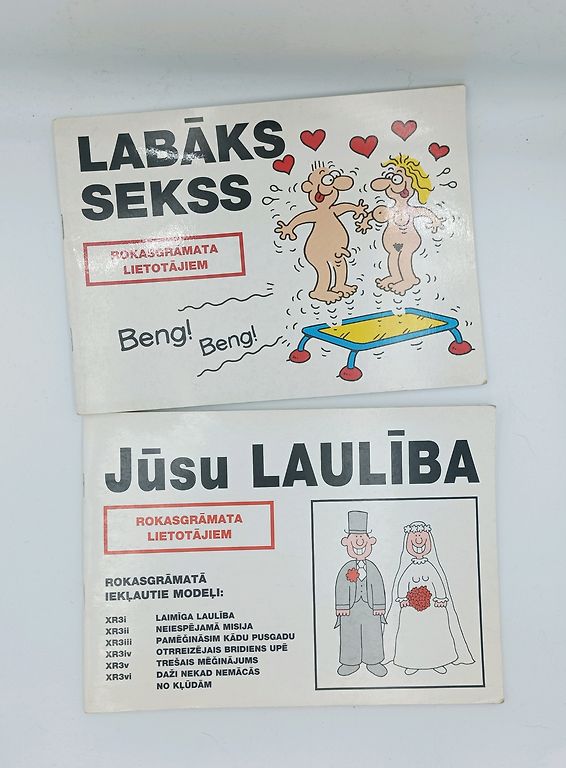 LABĀKS
SEKSS
ROKASGRĀMATA
LIETOTĀJIEM
Beng! Beng!
Jūsu LAULĪBA
ROKASGRĀMATA
LIETOTĀJIEM
ROKASGRĀMATĀ
IEKĻAUTIE MODEĻI:
XR3i LAIMĪGA LAULĪBA
XR3ii NEIESPĒJAMĀ MISIJA
XR3iii PAMĒĢINĀSIM KĀDU PUSGADU
XR3iv OTRREIZĒJAIS BRIDIENS UPĒ
XR3v TREŠAIS MĒĢINĀJUMS
XR3vi DAŽI NEKAD NEMĀCĀS
NO KĻŪDĀM